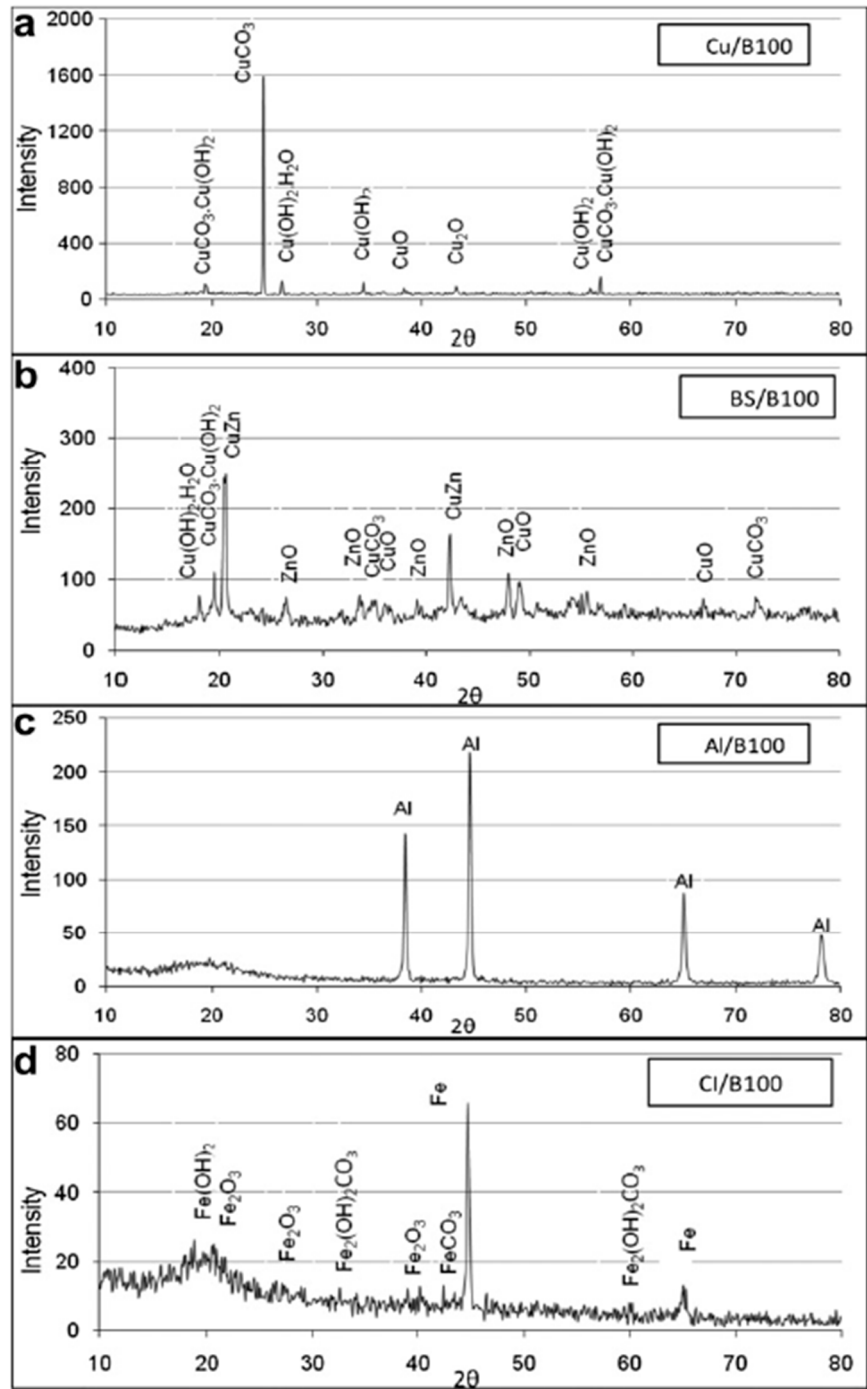 a
Cu/B100
2000
1600
1200
800
400
0
Intensity
CuCO₃.Cu(OH)₂
CuCO₃
Cu(OH)₂.H₂O
Cu(OH)₂
CuO
Cu₂O
Cu(OH)₂
CuCO₃.Cu(OH)₂
10 20 30 40 50 60 70 80
2θ
b
BS/B100
400
300
200
100
0
Intensity
Cu(OH)₂.H₂O
CuCO₃.Cu(OH)₂
CuZn
ZnO
ZnO
CuCO₃
CuO
ZnO
CuZn
ZnO
CuO
ZnO
CuO
CuCO₃
10 20 30 40 50 60 70 80
2θ
c
Al/B100
250
200
150
100
50
0
Intensity
Al
Al
Al
Al
10 20 30 40 50 60 70 80
2θ
d
CI/B100
80
60
40
20
0
Intensity
Fe(OH)₂
Fe₂O₃
Fe₂O₃
Fe₂(OH)₂CO₃
Fe₂O₃
FeCO₃
Fe
Fe₂(OH)₂CO₃
Fe
10 20 30 40 50 60 70 80
2θ